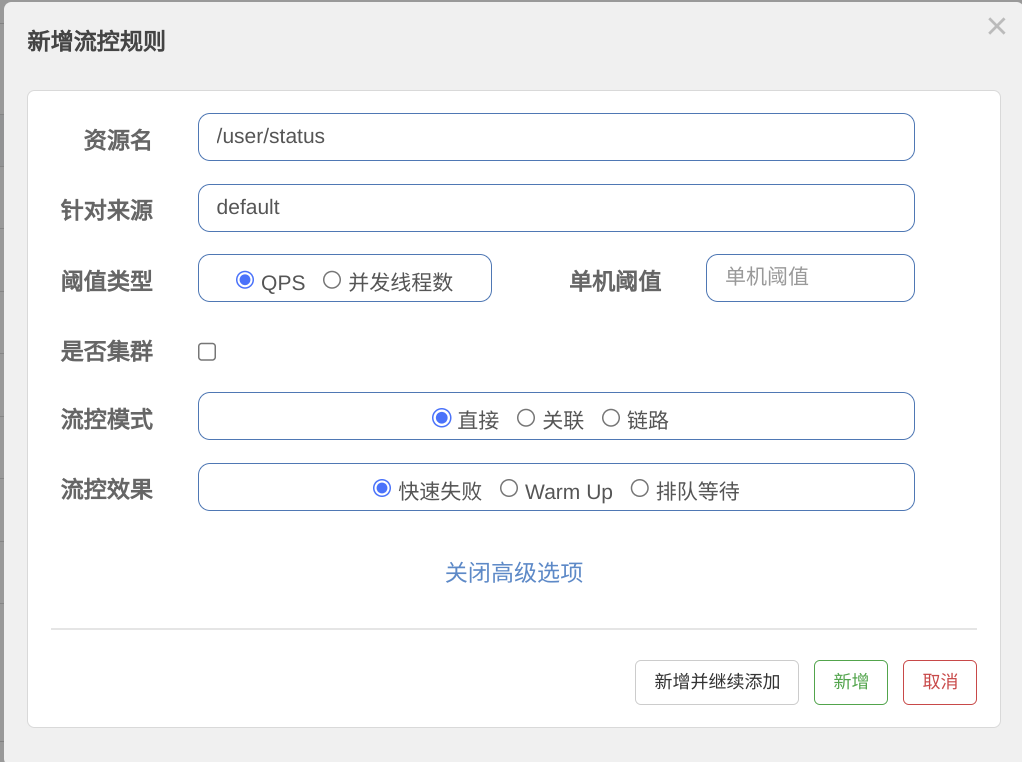 新增流控规则
资源名 /user/status
针对来源 default
阈值类型 QPS 并发线程数 单机阈值 单机阈值
是否集群
流控模式 直接 关联 链路
流控效果 快速失败 Warm Up 排队等待
关闭高级选项
新增并继续添加 新增 取消